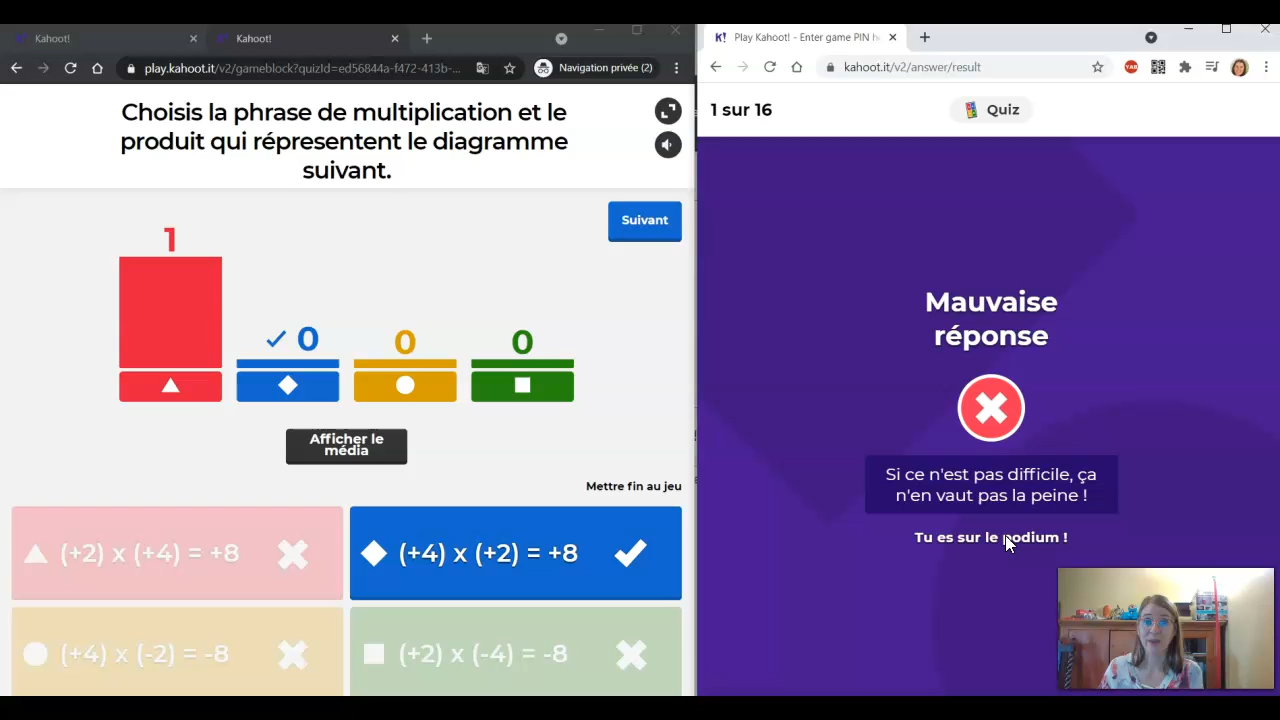 Kahoot!
Kahoot!
play.kahoot.it/v2/gameblock?quizId=ed56844a-f472-413b-...
Navigation privée (2)
Choisis la phrase de multiplication et le
produit qui répresentent le diagramme
suivant.
Suivant
1
0
0
0
Afficher le
média
Mettre fin au jeu
(+2) x (+4) = +8
(+4) x (+2) = +8
(+4) x (-2) = -8
(+2) x (-4) = -8
K! Play Kahoot! - Enter game PIN h
kahoot.it/v2/answer/result
1 sur 16
Quiz
Mauvaise
réponse
Si ce n'est pas difficile, ça
n'en vaut pas la peine !
Tu es sur le podium !